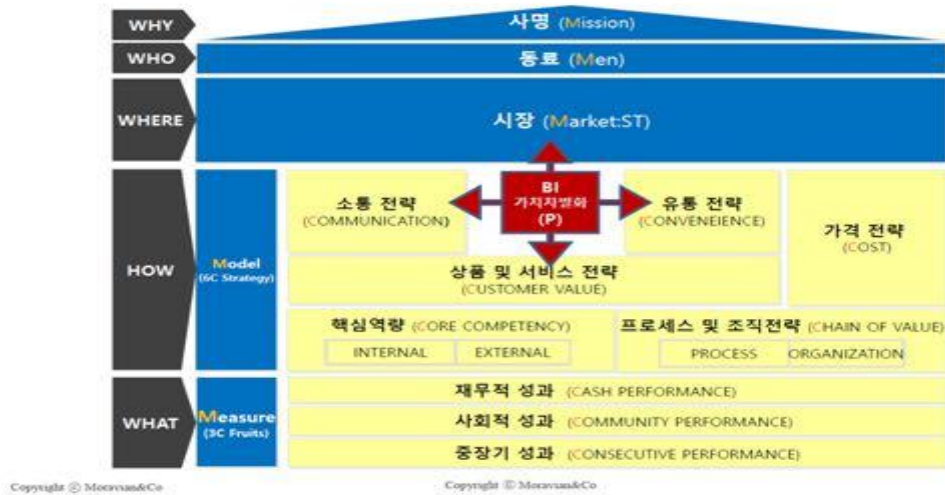 WHY
사명 (Mission)
WHO
동료 (Men)
WHERE
시장 (Market:ST)
HOW
Model
(6C Strategy)
소통 전략
(COMMUNICATION)
BI
가치차별화
(P)
유통 전략
(CONVENEIENCE)
가격 전략
(COST)
상품 및 서비스 전략
(CUSTOMER VALUE)
핵심역량 (CORE COMPETENCY)
INTERNAL
EXTERNAL
프로세스 및 조직전략 (CHAIN OF VALUE)
PROCESS
ORGANIZATION
WHAT
Measure
(3C Fruits)
재무적 성과 (CASH PERFORMANCE)
사회적 성과 (COMMUNITY PERFORMANCE)
중장기 성과 (CONSECUTIVE PERFORMANCE)
Copyright ⓒ Moravian&Co
Copyright ⓒ Moravian&Co